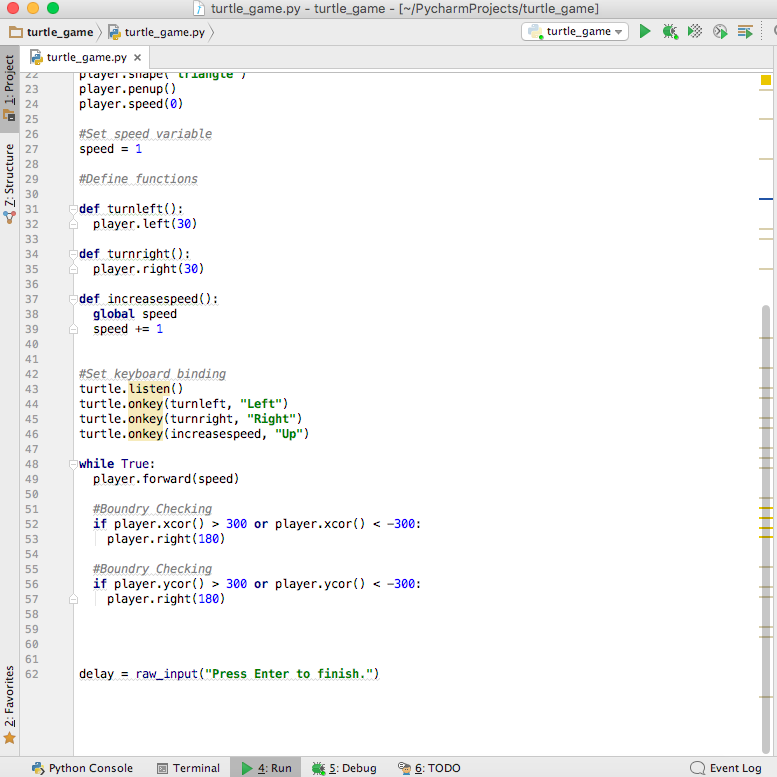 turtle_game.py - turtle_game - [~/PycharmProjects/turtle_game]
turtle_game turtle_game.py turtle_game
turtle_game.py ×
1: Project
Z: Structure
2: Favorites
22 player.shape("triangle")
23 player.penup()
24 player.speed(0)
25
26 #Set speed variable
27 speed = 1
28
29 #Define functions
30
31 def turnleft():
32 player.left(30)
33
34 def turnright():
35 player.right(30)
36
37 def increasespeed():
38 global speed
39 speed += 1
40
41
42 #Set keyboard binding
43 turtle.listen()
44 turtle.onkey(turnleft, "Left")
45 turtle.onkey(turnright, "Right")
46 turtle.onkey(increasespeed, "Up")
47
48 while True:
49 player.forward(speed)
50
51 #Boundry Checking
52 if player.xcor() > 300 or player.xcor() < -300:
53 player.right(180)
54
55 #Boundry Checking
56 if player.ycor() > 300 or player.ycor() < -300:
57 player.right(180)
58
59
60
61
62 delay = raw_input("Press Enter to finish.")
Python Console Terminal 4: Run 5: Debug 6: TODO Event Log